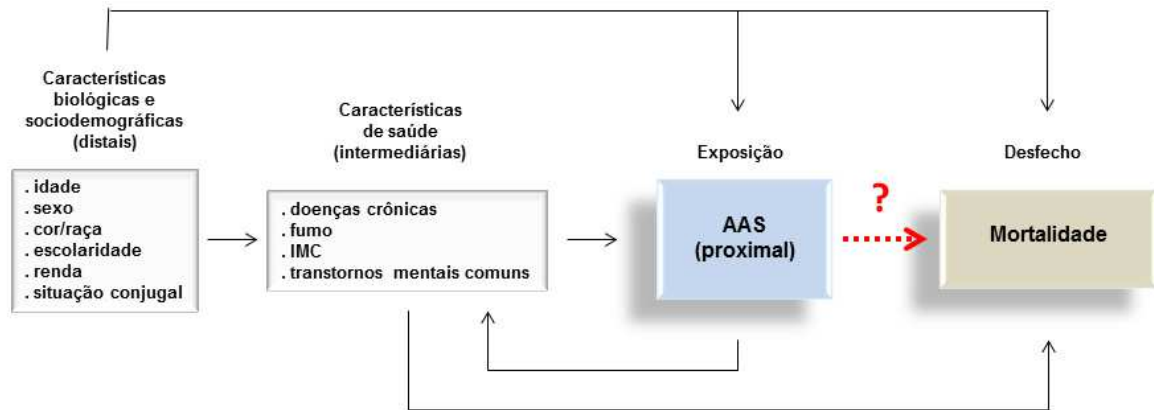 Características
biológicas e
sociodemográficas
(distais)
. idade
. sexo
. cor/raça
. escolaridade
. renda
. situação conjugal
Características
de saúde
(intermediárias)
. doenças crônicas
. fumo
. IMC
. transtornos mentais comuns
Exposição
AAS
(proximal)
?
Desfecho
Mortalidade